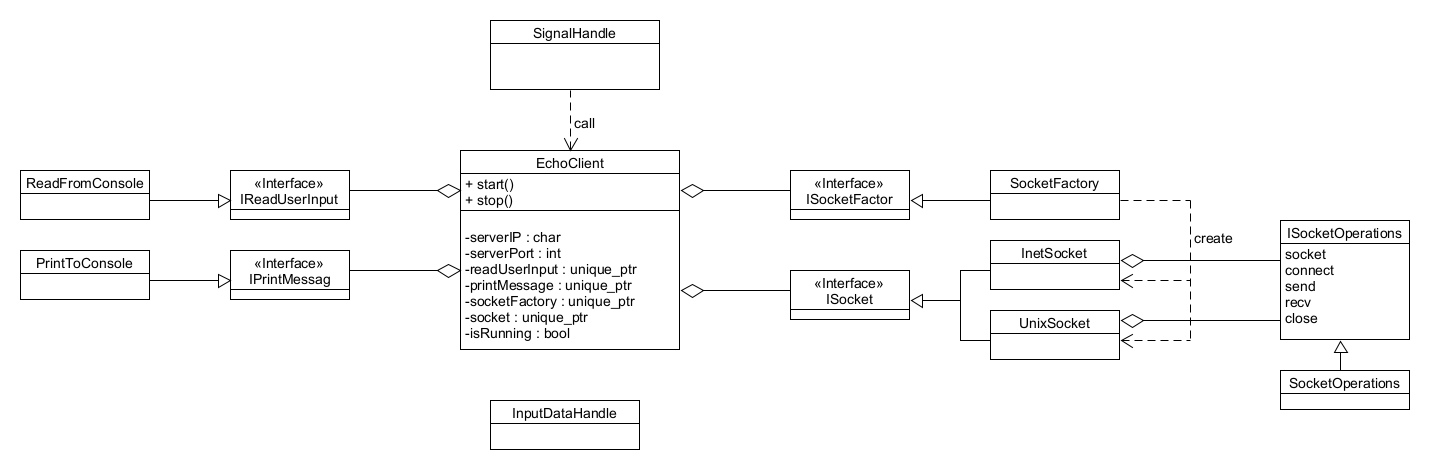 SignalHandle
call
EchoClient
+ start()
+ stop()
-serverIP : char
-serverPort : int
-readUserInput : unique_ptr
-printMessage : unique_ptr
-socketFactory : unique_ptr
-socket : unique_ptr
-isRunning : bool
ReadFromConsole
«Interface»
IReadUserInput
PrintToConsole
«Interface»
IPrintMessag
«Interface»
ISocketFactor
SocketFactory
create
«Interface»
ISocket
InetSocket
UnixSocket
ISocketOperations
socket
connect
send
recv
close
SocketOperations
InputDataHandle